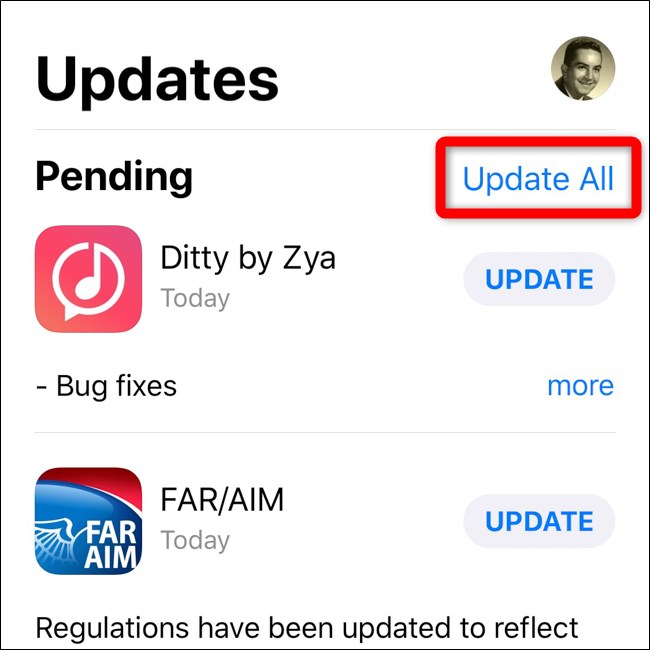 Updates
Pending
Update All
Ditty by Zya
Today
UPDATE
- Bug fixes
more
FAR/AIM
Today
UPDATE
FAR
AIM
Regulations have been updated to reflect